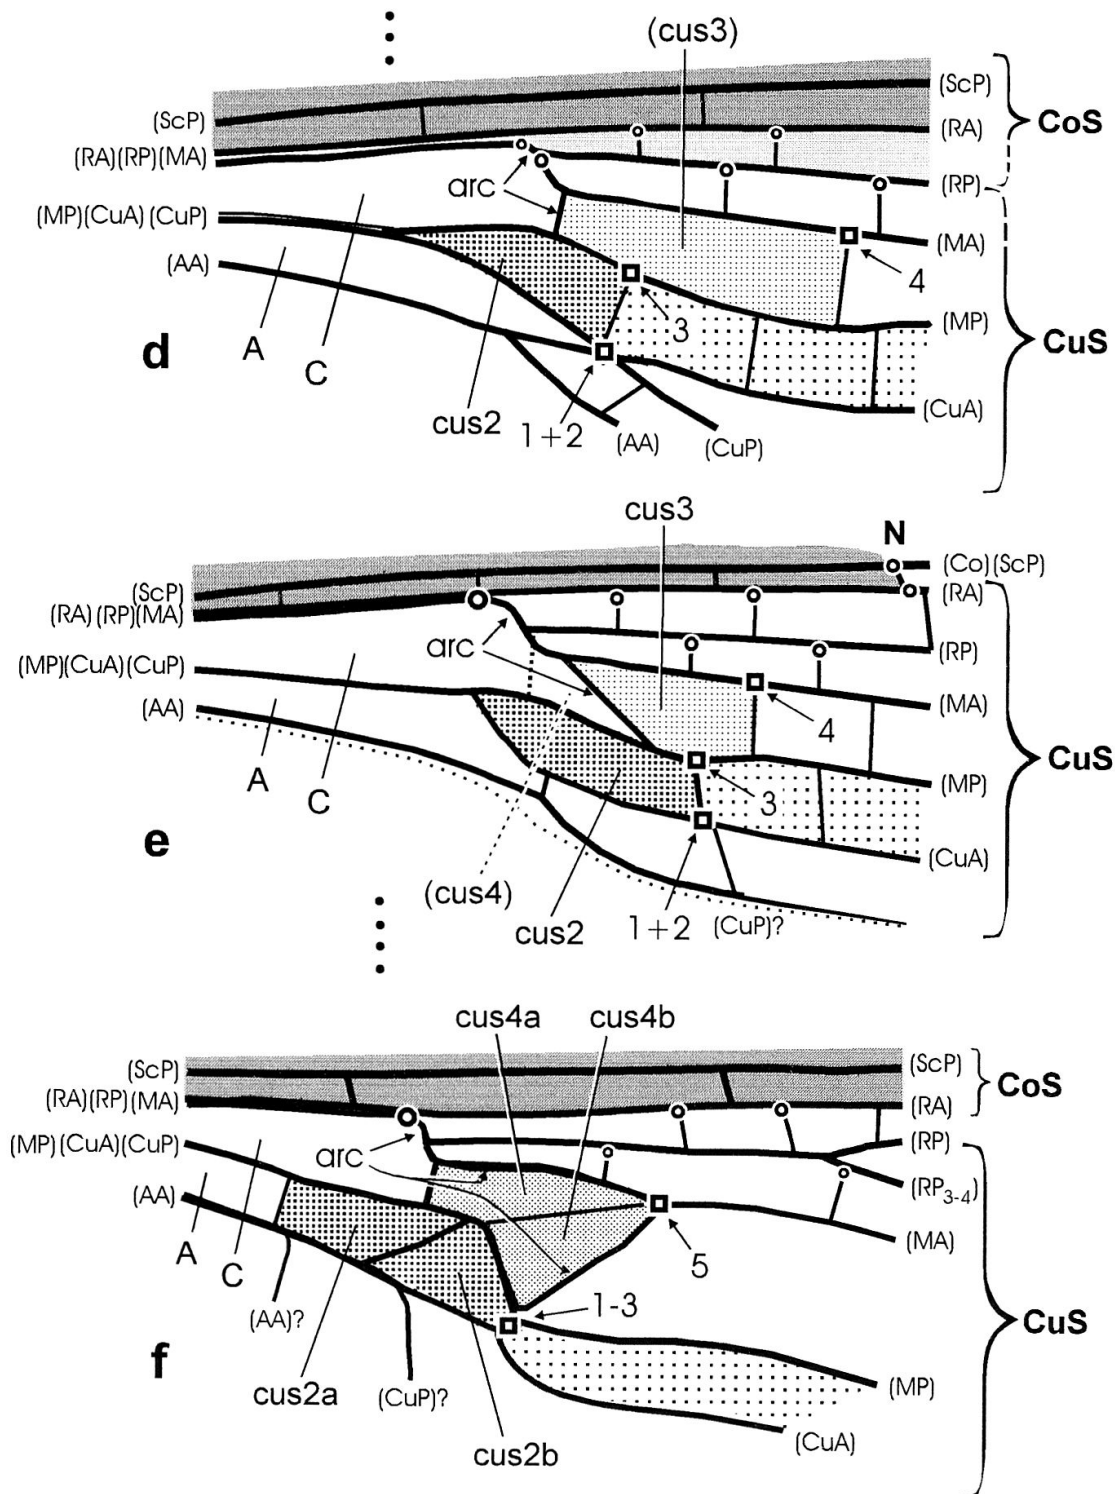 (cus3)
(ScP)
(ScP)
CoS
(RA)
(RA)(RP)(MA)
(RP)
arc
(MP)(CuA)(CuP)
(MA)
4
(AA)
3
(MP)
d
A
C
CuS
cus2
1+2
(AA)
(CuP)
(CuA)
cus3
N
(Co)(ScP)
(ScP)
(RA)
(RA)(RP)(MA)
arc
(RP)
(MP)(CuA)(CuP)
(MA)
(AA)
4
CuS
A
C
3
(MP)
e
(CuA)
(cus4)
cus2
1+2
(CuP)?
cus4a
cus4b
(ScP)
(ScP)
CoS
(RA)(RP)(MA)
(RA)
(MP)(CuA)(CuP)
(RP)
arc
(RP3-4)
(AA)
(MA)
A
C
5
(AA)?
1-3
CuS
f
cus2a
(CuP)?
(MP)
cus2b
(CuA)